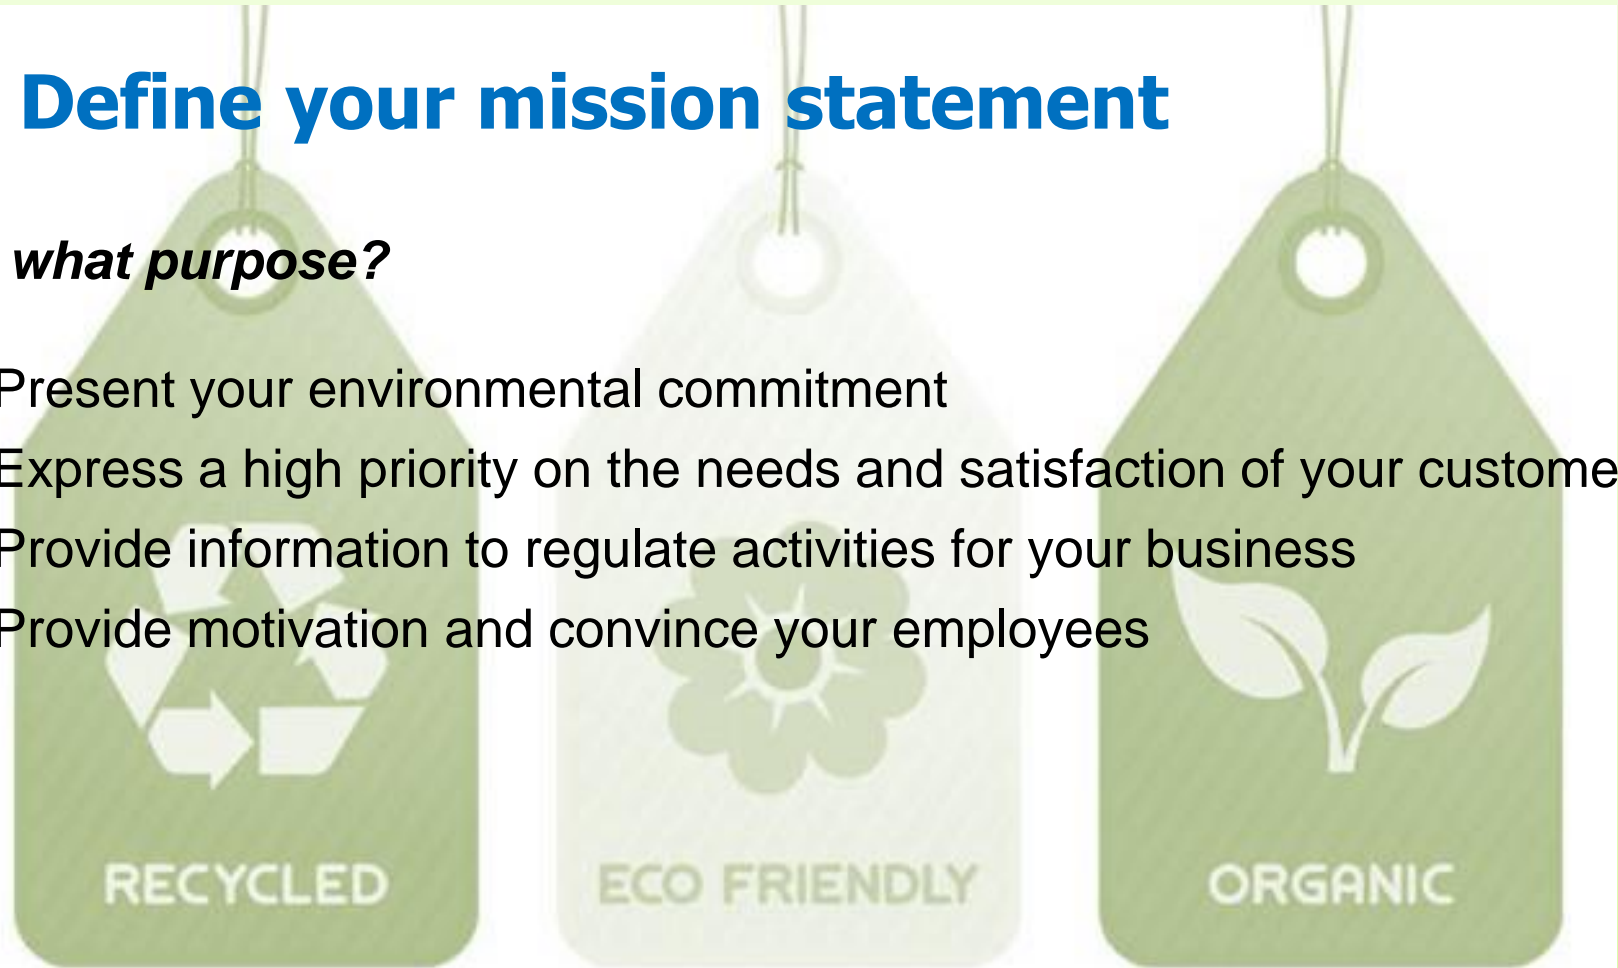 Define your mission statement
what purpose?
Present your environmental commitment
Express a high priority on the needs and satisfaction of your custome
Provide information to regulate activities for your business
Provide motivation and convince your employees
RECYCLED
ECO FRIENDLY
ORGANIC